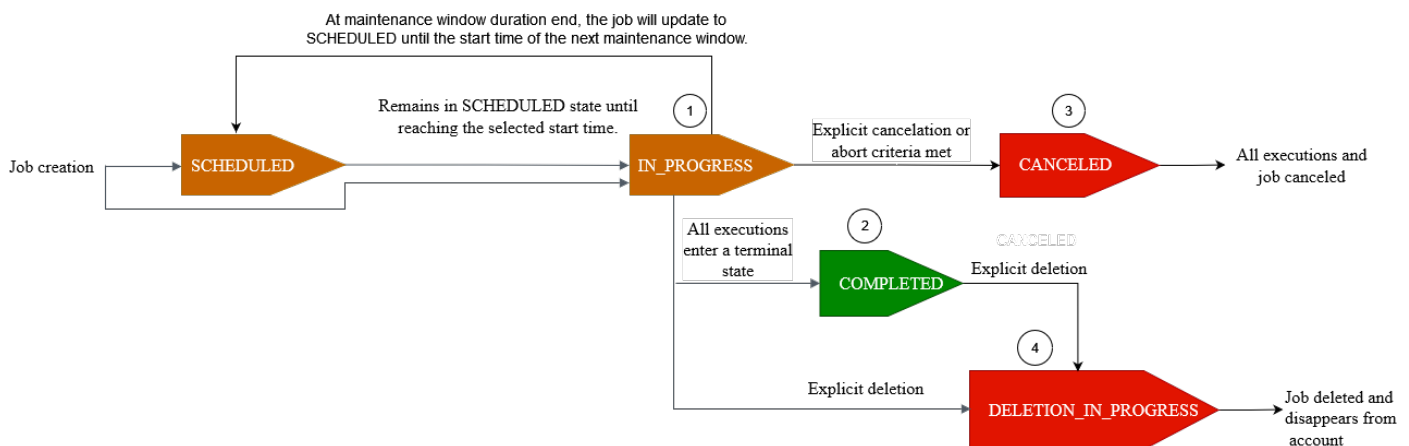 At maintenance window duration end, the job will update to
SCHEDULED until the start time of the next maintenance window.
Remains in SCHEDULED state until
reaching the selected start time.
1
3
Job creation
SCHEDULED
IN_PROGRESS
Explicit cancelation or
abort criteria met
CANCELED
All executions and
job canceled
All executions
enter a terminal
state
2
CANCELED
COMPLETED
Explicit deletion
4
Explicit deletion
DELETION_IN_PROGRESS
Job deleted and
disappears from
account